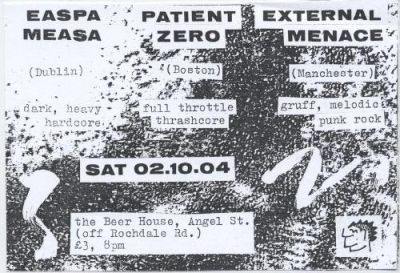 EASPA MEASA
(Dublin)
dark, heavy
hardcore
PATIENT ZERO
(Boston)
full throttle
thrashcore
EXTERNAL MENACE
(Manchester)
gruff, melodic
punk rock
SAT 02.10.04
the Beer House, Angel St.
(off Rochdale Rd.)
£3, 8pm